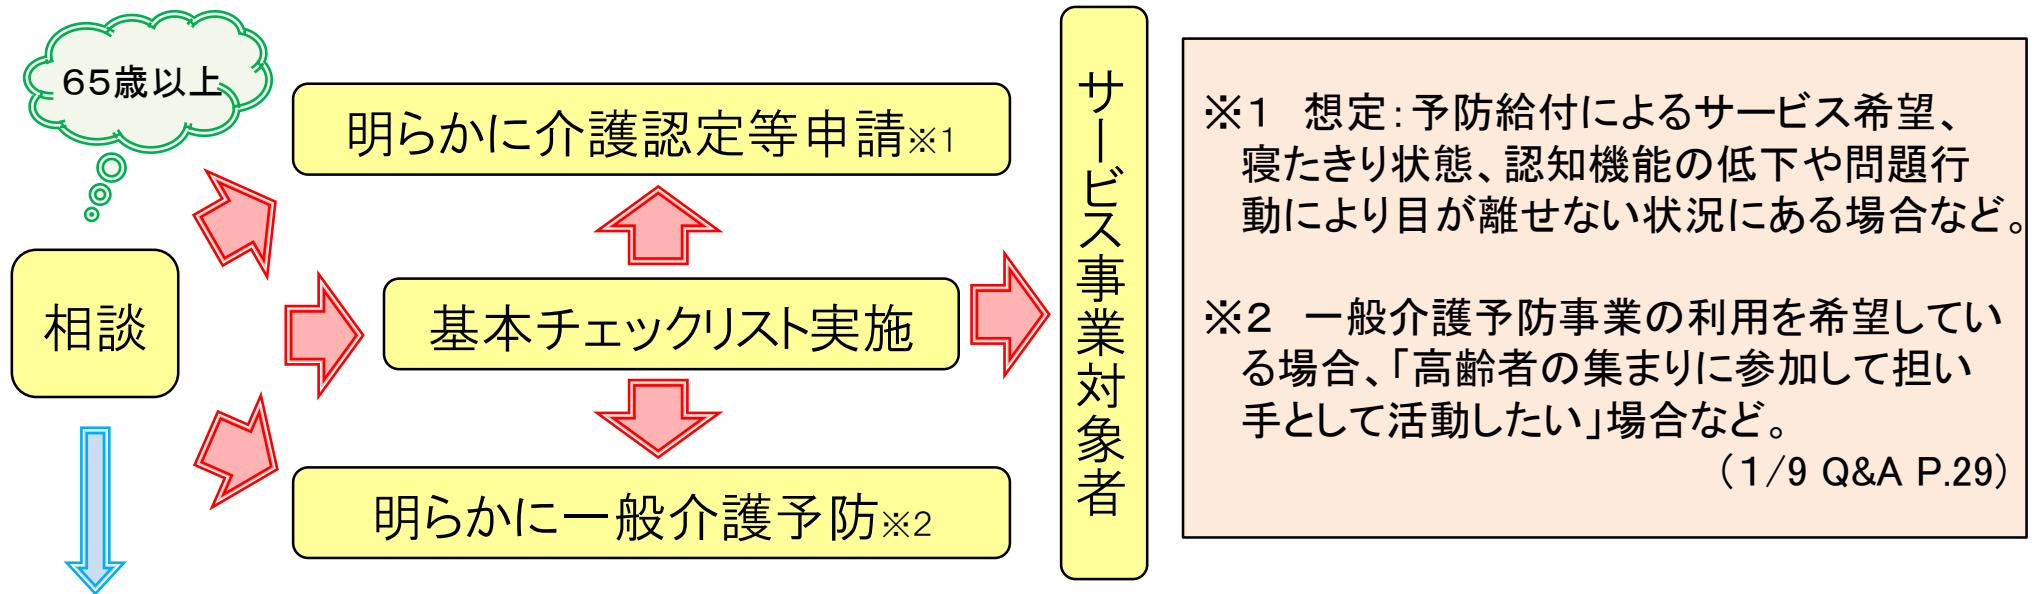 65歳以上
相談
明らかに介護認定等申請※1
基本チェックリスト実施
明らかに一般介護予防※2
サービス事業対象者
※1　想定:予防給付によるサービス希望、
寝たきり状態、認知機能の低下や問題行
動により目が離せない状況にある場合など。
※2　一般介護予防事業の利用を希望してい
る場合、「高齢者の集まりに参加して担い
手として活動したい」場合など。
(1/9 Q&A P.29)